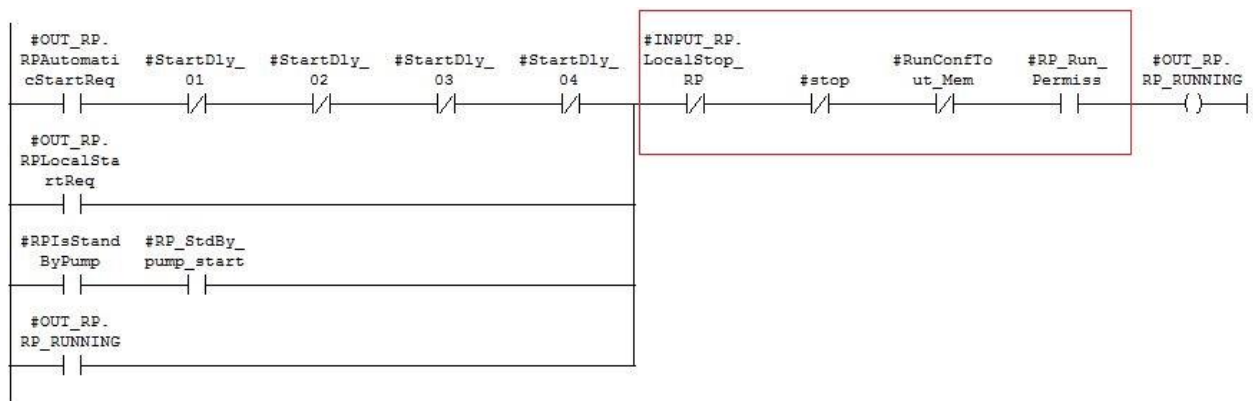 #OUT_RP.
RPAutomati
cStartReq
#StartDly_
01
#StartDly_
02
#StartDly_
03
#StartDly_
04
#INPUT_RP.
LocalStop_
RP
#stop
#RunConfTo
ut_Mem
#RP_Run_
Permiss
#OUT_RP.
RP_RUNNING
#OUT_RP.
RPLocalSta
rtReq
#RPIsStand
ByPump
#RP_StdBy_
pump_start
#OUT_RP.
RP_RUNNING